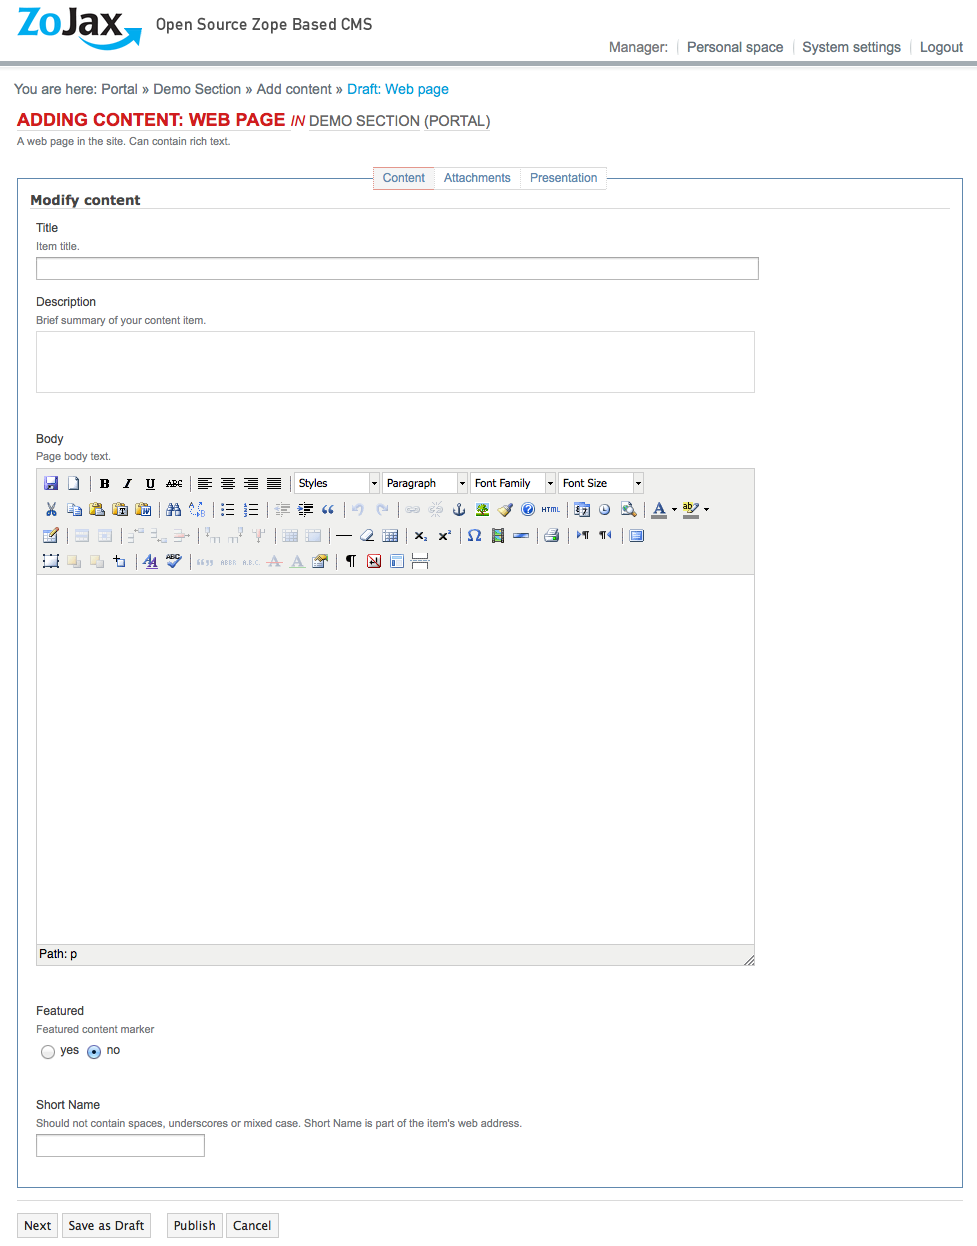 ZoJax Open Source Zope Based CMS
Manager: Personal space System settings Logout
You are here: Portal » Demo Section » Add content » Draft: Web page
ADDING CONTENT: WEB PAGE IN DEMO SECTION (PORTAL)
A web page in the site. Can contain rich text.
Content Attachments Presentation
Modify content
Title
Item title.
Description
Brief summary of your content item.
Body
Page body text.
B I U ABC Styles Paragraph Font Family Font Size
HTML A ab
x₂ x² Ω
ABC A.B.C. A A ¶
Path: p
Featured
Featured content marker
yes no
Short Name
Should not contain spaces, underscores or mixed case. Short Name is part of the item's web address.
Next Save as Draft Publish Cancel